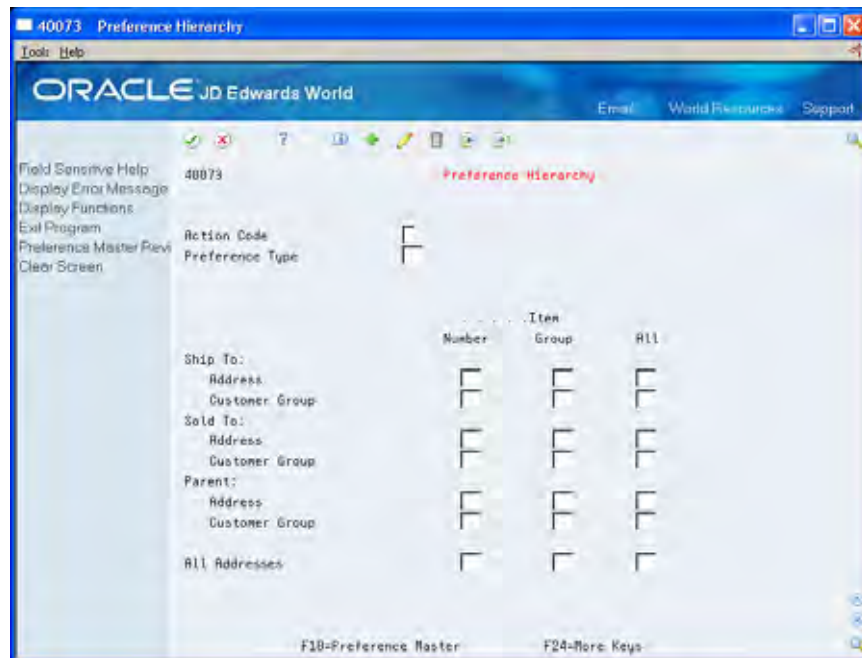 40073 Preference Hierarchy
Tools Help
ORACLE JD Edwards World
Email World Resources Support
?
Field Sensitive Help
Display Error Message
Display Functions
Exit Program
Preference Master Revi
Clear Screen
40073 Preference Hierarchy
Action Code
Preference Type
. . . . . .Item
Number Group All
Ship To:
Address
Customer Group
Sold To:
Address
Customer Group
Parent:
Address
Customer Group
All Addresses
F10=Preference Master F24=More Keys